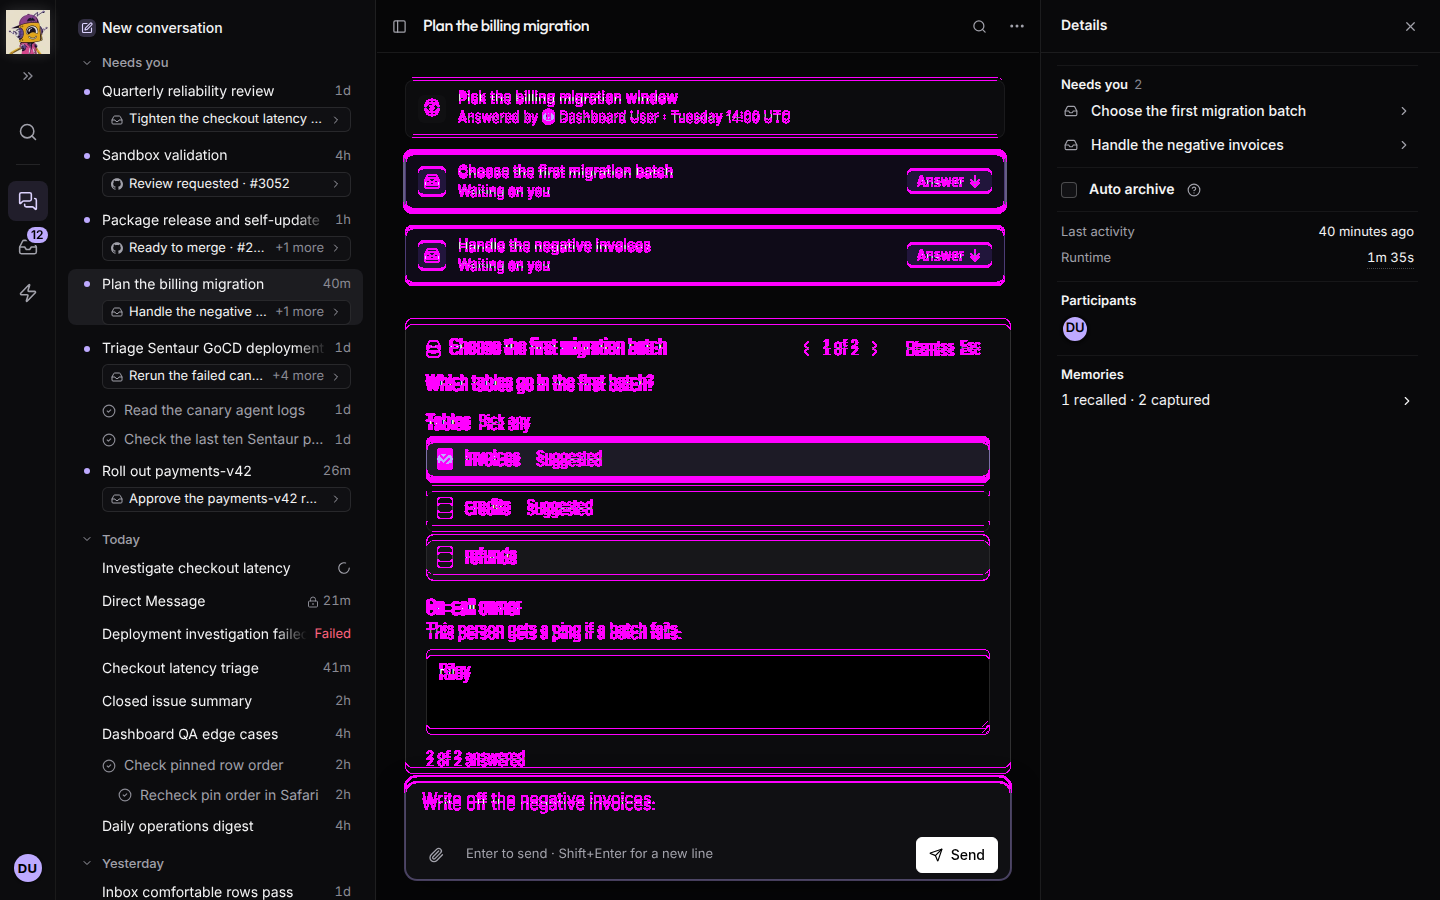 New conversation
Needs you
Quarterly reliability review 1d
Tighten the checkout latency ...
Sandbox validation 4h
Review requested · #3052
Package release and self-update 1h
Ready to merge · #2... +1 more
Plan the billing migration 40m
Handle the negative ... +1 more
Triage Sentaur GoCD deployment 1d
Rerun the failed can... +4 more
Read the canary agent logs 1d
Check the last ten Sentaur p... 1d
Roll out payments-v42 26m
Approve the payments-v42 r...
Today
Investigate checkout latency
Direct Message 21m
Deployment investigation failed Failed
Checkout latency triage 41m
Closed issue summary 2h
Dashboard QA edge cases 4h
Check pinned row order 2h
Recheck pin order in Safari 2h
Daily operations digest 4h
Yesterday
Inbox comfortable rows pass 1d
12
DU
Plan the billing migration
Pick the billing migration window
Answered by Dashboard User · Tuesday 14:00 UTC
Choose the first migration batch
Waiting on you
Answer
Handle the negative invoices
Waiting on you
Answer
Choose the first migration batch 1 of 2 Dismiss Esc
Which tables go in the first batch?
Tables Pick any
invoices Suggested
credits Suggested
refunds
On-call owner
This person gets a ping if a batch fails.
2 of 2 answered
Write off the negative invoices.
Enter to send · Shift+Enter for a new line
Send
Details
Needs you 2
Choose the first migration batch
Handle the negative invoices
Auto archive
Last activity 40 minutes ago
Runtime 1m 35s
Participants
DU
Memories
1 recalled · 2 captured